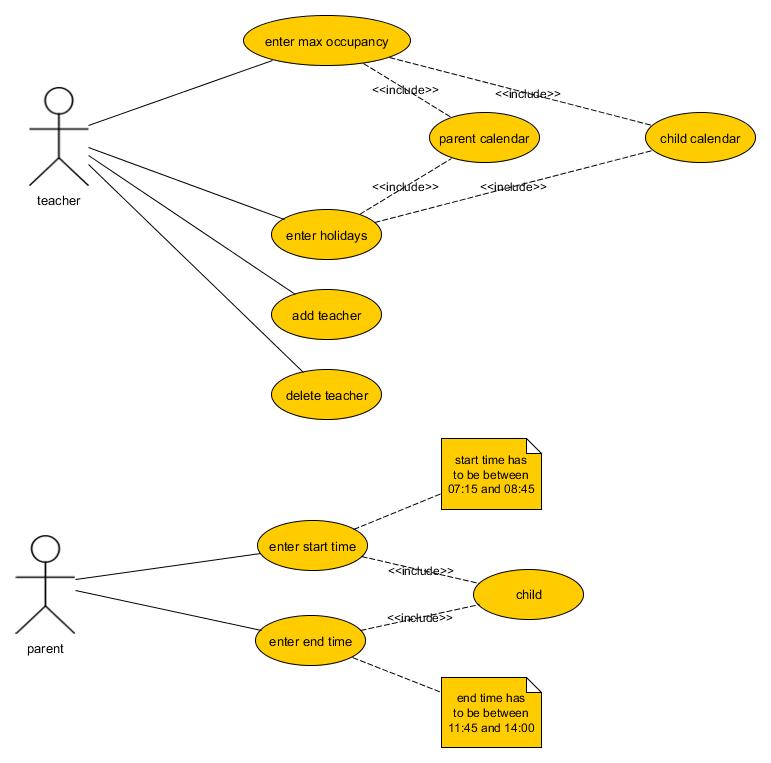 enter max occupancy
<<include>>
<<include>>
parent calendar
child calendar
teacher
<<include>>
<<include>>
enter holidays
add teacher
delete teacher
start time has
to be between
07:15 and 08:45
enter start time
<<include>>
child
<<include>>
enter end time
parent
end time has
to be between
11:45 and 14:00